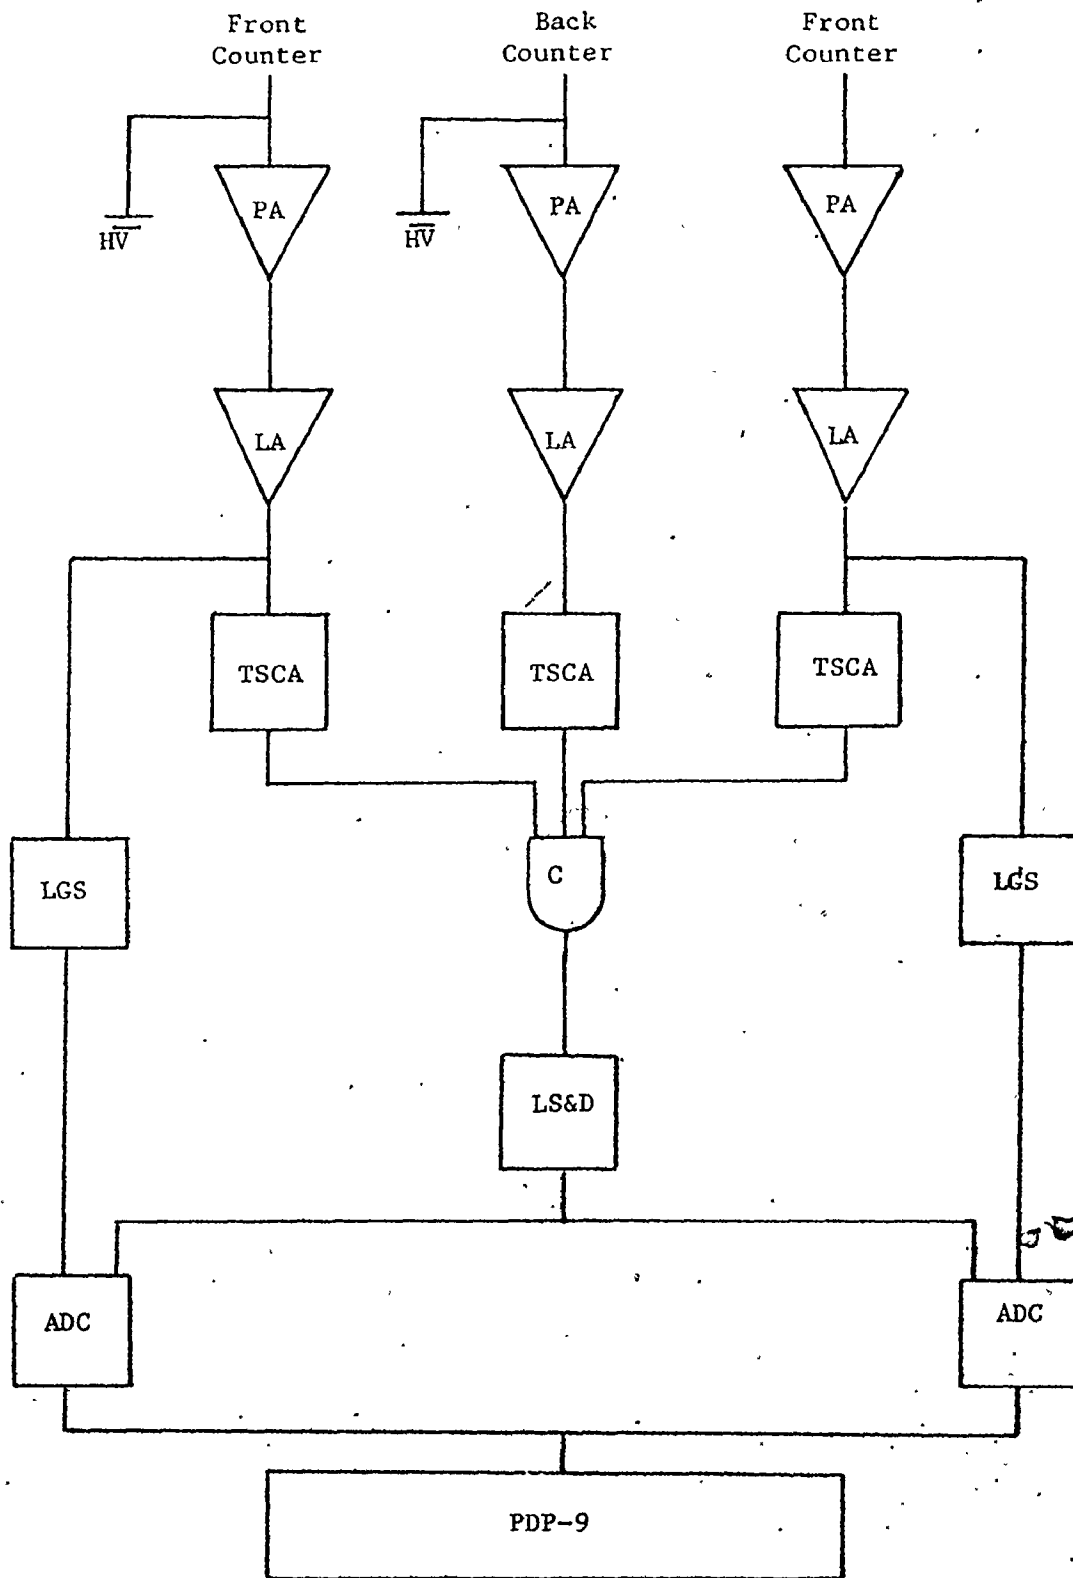 Front
Counter
Back
Counter
Front
Counter
HV
HV
PA
PA
PA
LA
LA
LA
TSCA
TSCA
TSCA
LGS
C
LGS
LS&D
ADC
ADC
PDP-9